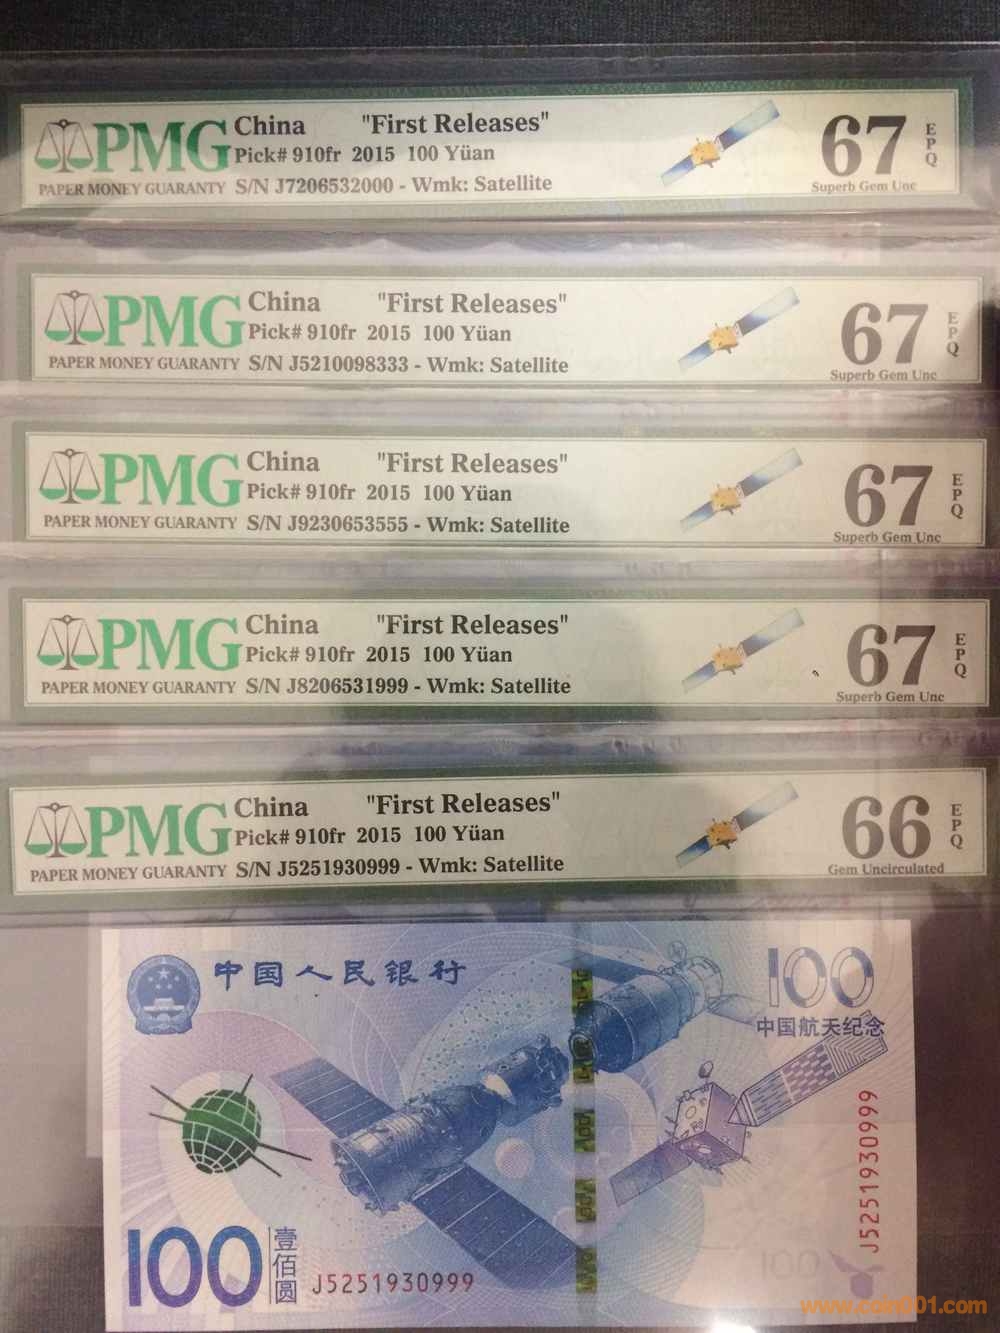 PMG China "First Releases" 67 EPQ
Pick# 910fr 2015 100 Yüan
PAPER MONEY GUARANTY S/N J7206532000 - Wmk: Satellite Superb Gem Unc
PMG China "First Releases" 67 EPQ
Pick# 910fr 2015 100 Yüan
PAPER MONEY GUARANTY S/N J5210098333 - Wmk: Satellite Superb Gem Unc
PMG China "First Releases" 67 EPQ
Pick# 910fr 2015 100 Yüan
PAPER MONEY GUARANTY S/N J9230653555 - Wmk: Satellite Superb Gem Unc
PMG China "First Releases" 67 EPQ
Pick# 910fr 2015 100 Yüan
PAPER MONEY GUARANTY S/N J8206531999 - Wmk: Satellite Superb Gem Unc
PMG China "First Releases" 66 EPQ
Pick# 910fr 2015 100 Yüan
PAPER MONEY GUARANTY S/N J5251930999 - Wmk: Satellite Gem Uncirculated
中国人民银行 100
中国航天纪念
J5251930999
100 壹佰圆 J5251930999
100
www.cok001.com